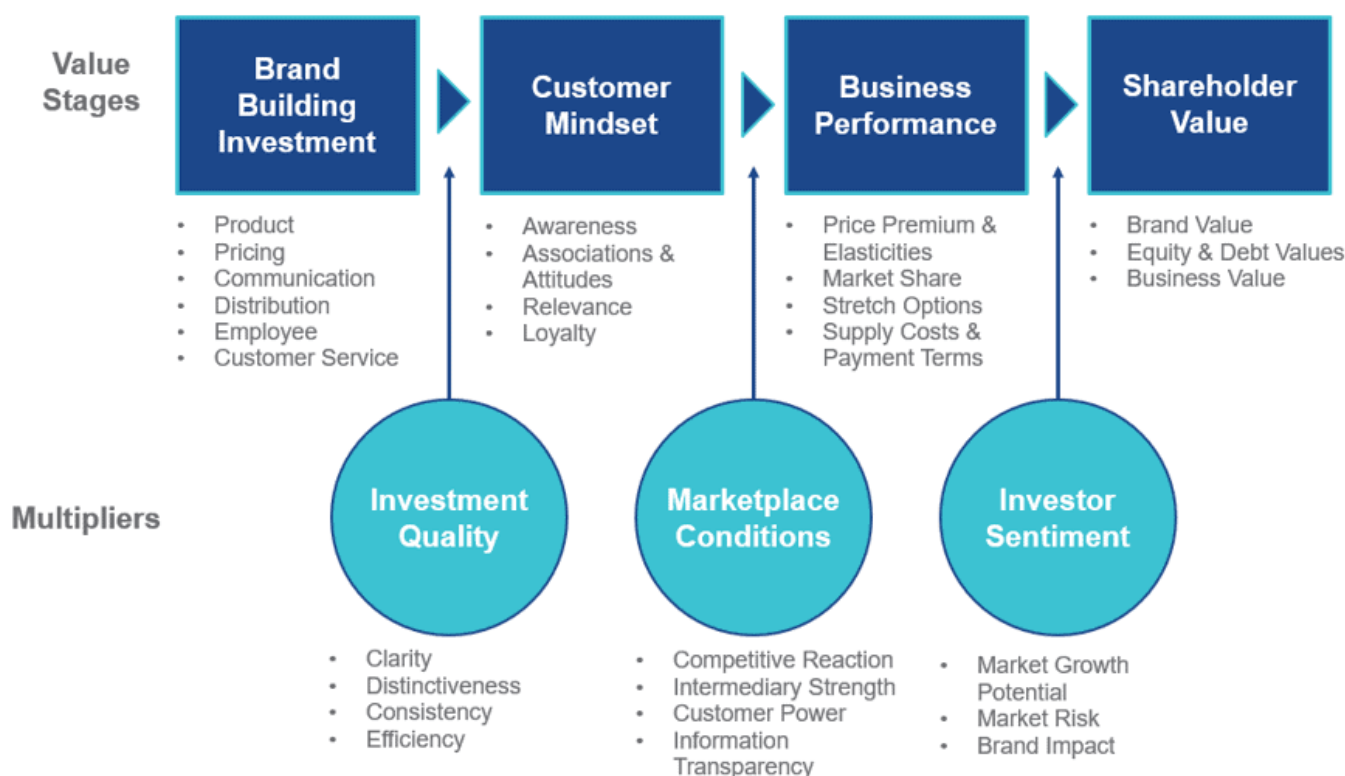 Value
Stages
Brand
Building
Investment
Customer
Mindset
Business
Performance
Shareholder
Value
• Product
• Pricing
• Communication
• Distribution
• Employee
• Customer Service
• Awareness
• Associations &
Attitudes
• Relevance
• Loyalty
• Price Premium &
Elasticities
• Market Share
• Stretch Options
• Supply Costs &
Payment Terms
• Brand Value
• Equity & Debt Values
• Business Value
Multipliers
Investment
Quality
Marketplace
Conditions
Investor
Sentiment
• Clarity
• Distinctiveness
• Consistency
• Efficiency
• Competitive Reaction
• Intermediary Strength
• Customer Power
• Information
Transparency
• Market Growth
Potential
• Market Risk
• Brand Impact